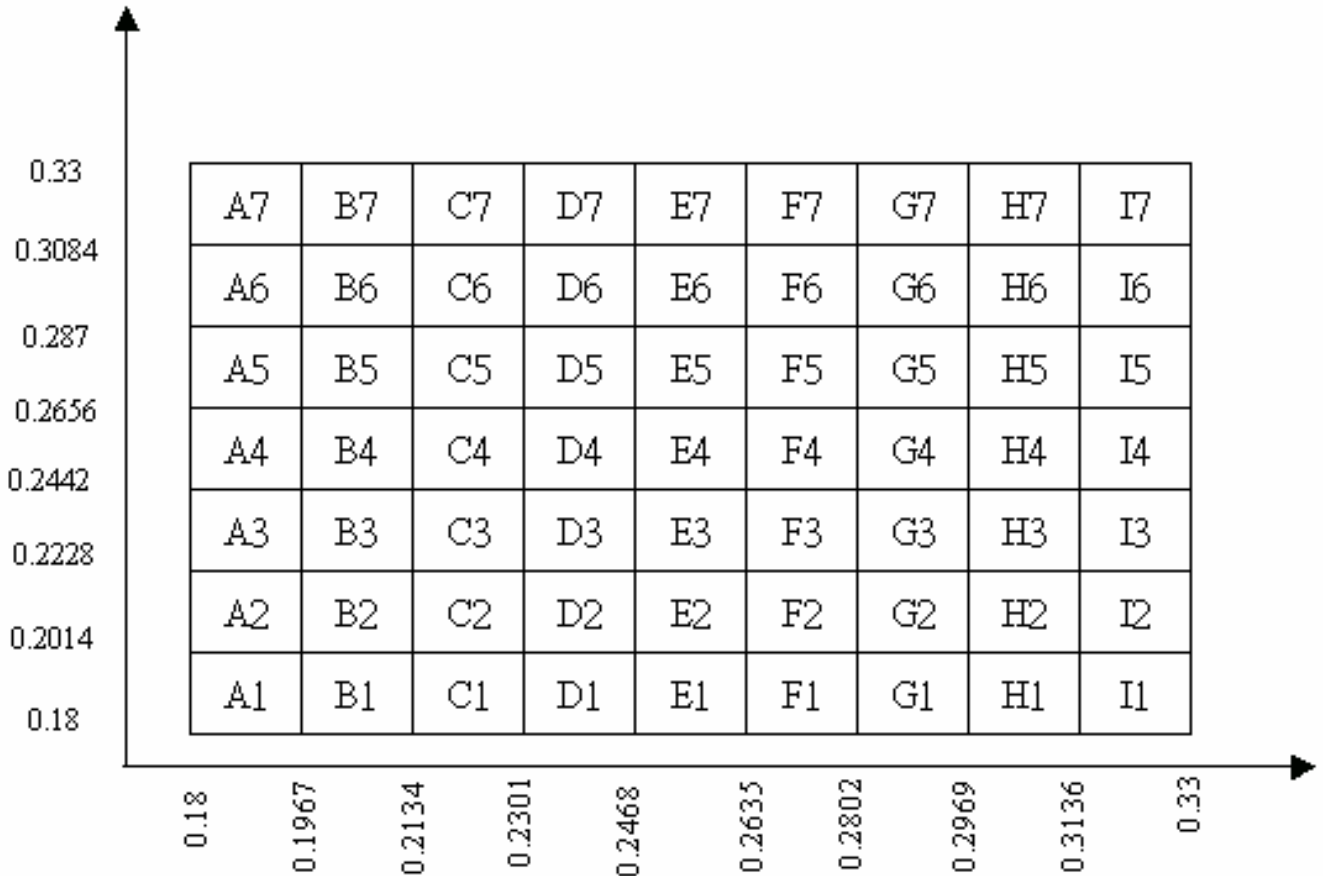 0.33
A7 B7 C7 D7 E7 F7 G7 H7 I7
0.3084
A6 B6 C6 D6 E6 F6 G6 H6 I6
0.287
A5 B5 C5 D5 E5 F5 G5 H5 I5
0.2656
A4 B4 C4 D4 E4 F4 G4 H4 I4
0.2442
A3 B3 C3 D3 E3 F3 G3 H3 I3
0.2228
A2 B2 C2 D2 E2 F2 G2 H2 I2
0.2014
A1 B1 C1 D1 E1 F1 G1 H1 I1
0.18
0.18 0.1967 0.2134 0.2301 0.2468 0.2635 0.2802 0.2969 0.3136 0.33